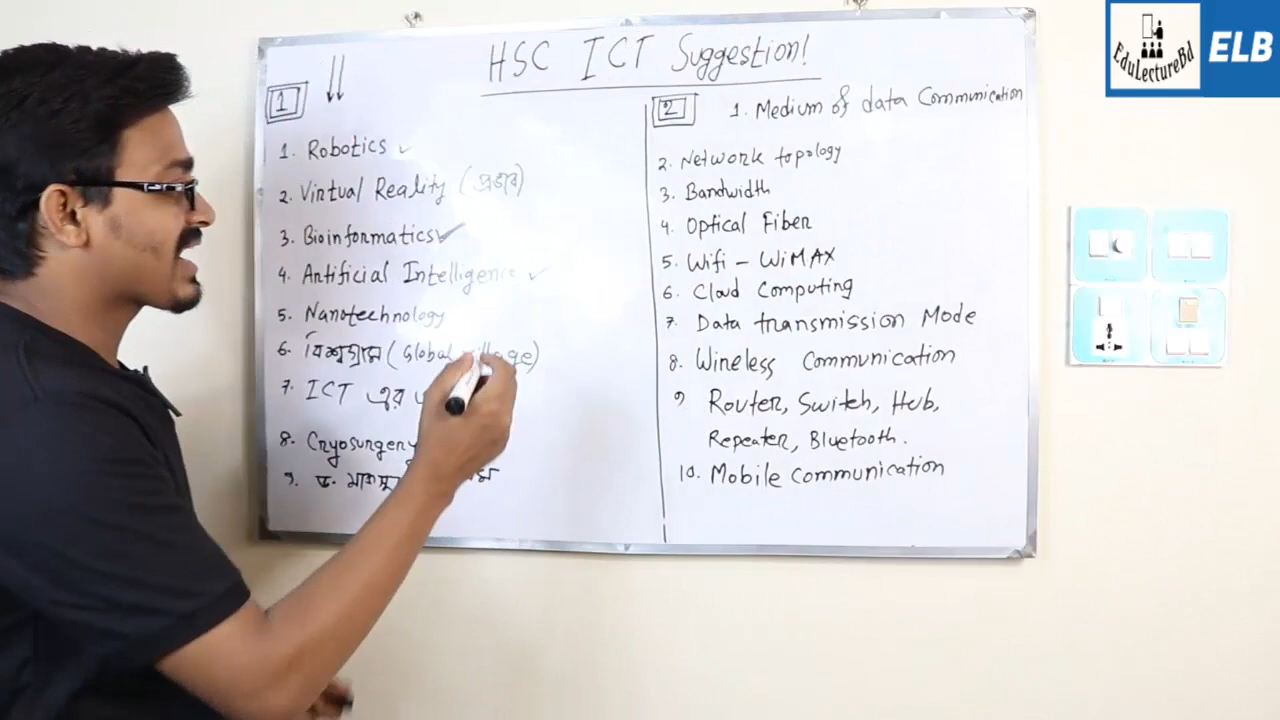 HSC ICT Suggestion!
1
1. Robotics
2. Virtual Reality (প্রভাব)
3. Bioinformatics
4. Artificial Intelligence
5. Nanotechnology
6. বিশ্বগ্রাম (Global village)
7. ICT এর
8. Cryosurgery
9. ড. মাকসু
2
1. Medium of data Communication
2. Network topology
3. Bandwidth
4. Optical Fiber
5. Wifi - WiMAX
6. Cloud Computing
7. Data transmission Mode
8. Wireless Communication
9 Router, Switch, Hub,
Repeater, Bluetooth.
10. Mobile Communication
EduLectureBd
ELB